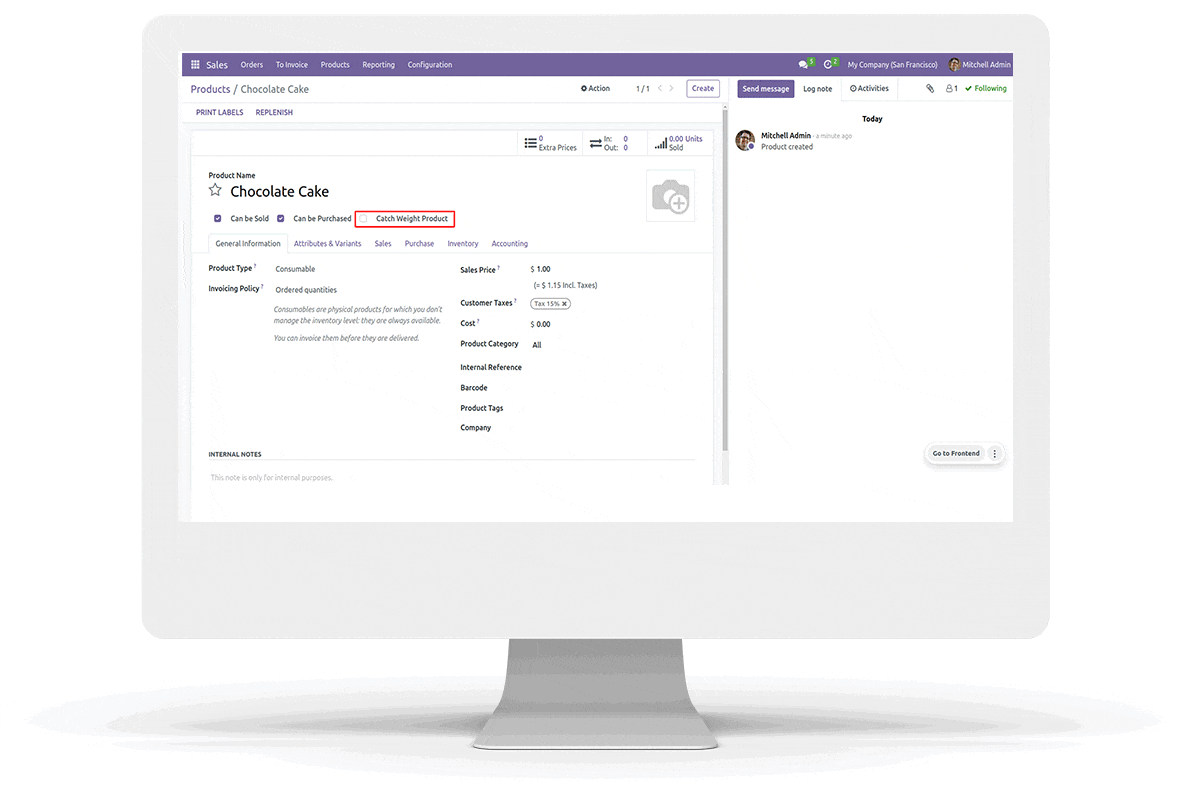 Sales Orders To Invoice Products Reporting Configuration 5 2 My Company (San Francisco) Mitchell Admin
Products / Chocolate Cake Action 1 / 1 Create Send message Log note Activities 1 Following
PRINT LABELS REPLENISH
Today
0 Extra Prices In: 0 Out: 0 0.00 Units Sold
Mitchell Admin - a minute ago
Product created
Product Name
Chocolate Cake
Can be Sold Can be Purchased Catch Weight Product
General Information Attributes & Variants Sales Purchase Inventory Accounting
Product Type ? Consumable Sales Price ? $ 1.00
(= $ 1.15 Incl. Taxes)
Invoicing Policy ? Ordered quantities
Customer Taxes ? Tax 15% ✖
Consumables are physical products for which you don't
manage the inventory level: they are always available.
Cost ? $ 0.00
You can invoice them before they are delivered.
Product Category All
Internal Reference
Barcode
Product Tags
Company
INTERNAL NOTES
Go to Frontend
This note is only for internal purposes.